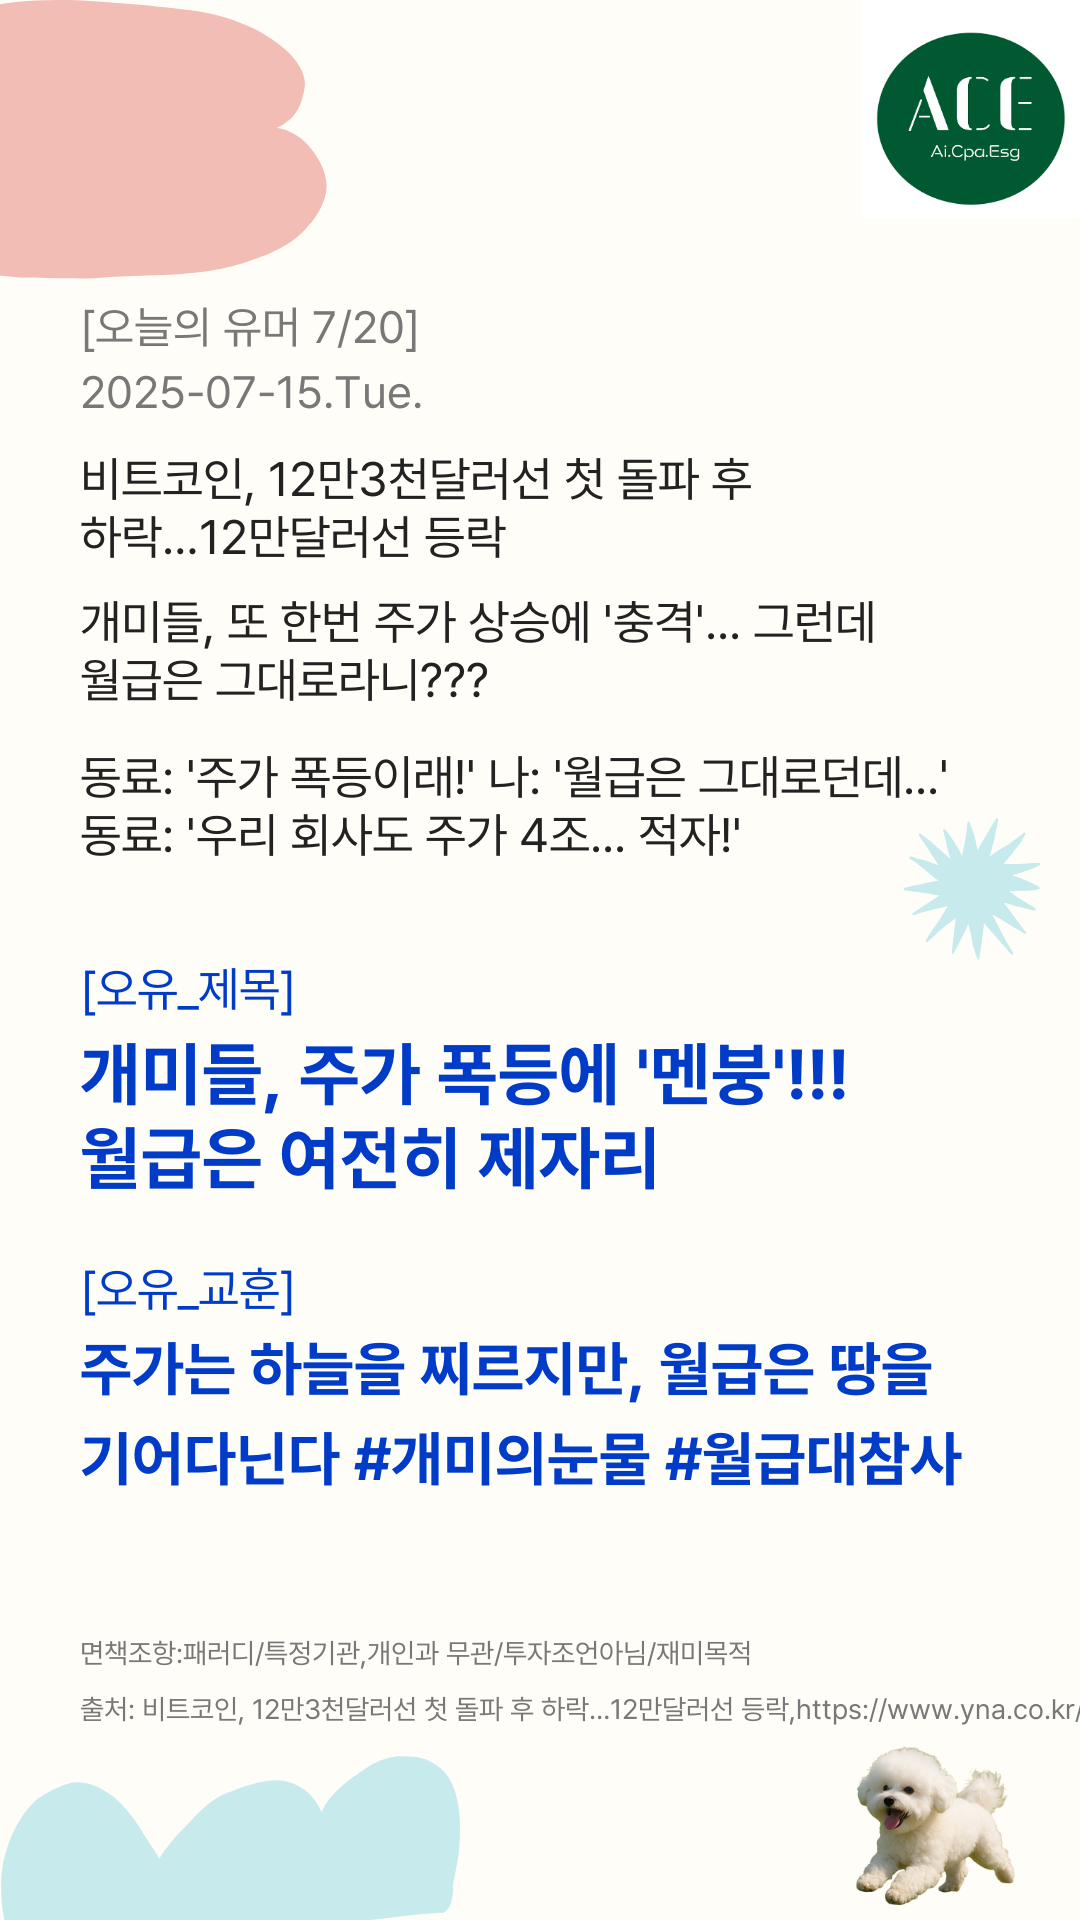 ACE
Ai.Cpa.Esg
[오늘의 유머 7/20]
2025-07-15.Tue.
비트코인, 12만3천달러선 첫 돌파 후
하락...12만달러선 등락
개미들, 또 한번 주가 상승에 '충격'... 그런데
월급은 그대로라니???
동료: '주가 폭등이래!' 나: '월급은 그대로던데...'
동료: '우리 회사도 주가 4조... 적자!'
[오유_제목]
개미들, 주가 폭등에 '멘붕'!!!
월급은 여전히 제자리
[오유_교훈]
주가는 하늘을 찌르지만, 월급은 땅을
기어다닌다 #개미의눈물 #월급대참사
면책조항:패러디/특정기관,개인과 무관/투자조언아님/재미목적
출처: 비트코인, 12만3천달러선 첫 돌파 후 하락...12만달러선 등락,https://www.yna.co.kr/